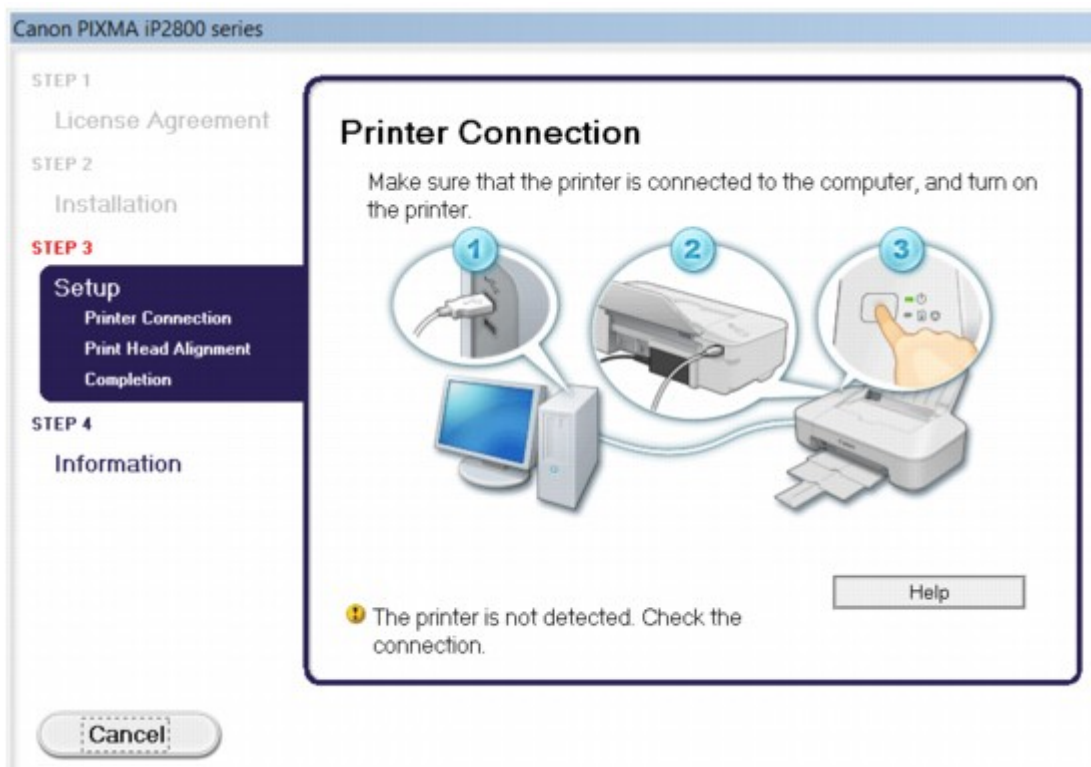 Canon PIXMA iP2800 series
STEP 1
License Agreement
STEP 2
Installation
STEP 3
Setup
Printer Connection
Print Head Alignment
Completion
STEP 4
Information
Printer Connection
Make sure that the printer is connected to the computer, and turn on
the printer.
1
2
3
Help
The printer is not detected. Check the
connection.
Cancel